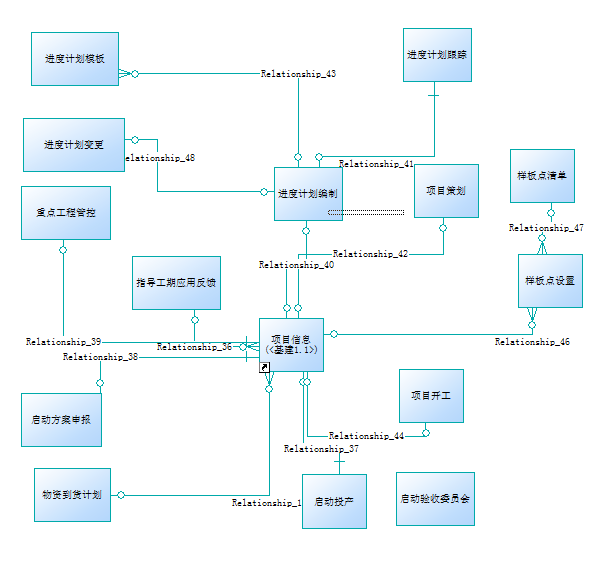 进度计划模板
进度计划跟踪
Relationship_43
进度计划变更
elationship_48
Relationship_41
进度计划编制
项目策划
样板点清单
重点工程管控
Relationship_47
Relationship_42
Relationship_40
指导工期应用反馈
样板点设置
项目信息
(<基建1.1>)
Relationship_39
Relationship_36
Relationship_46
Relationship_38
项目开工
启动方案申报
Relationship_44
Relationship_37
物资到货计划
Relationship_1
启动投产
启动验收委员会